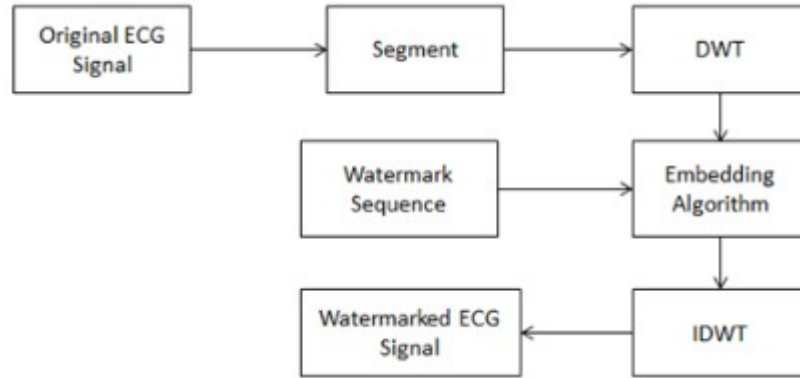 Original ECG
Signal
Segment
DWT
Watermark
Sequence
Embedding
Algorithm
Watermarked ECG
Signal
IDWT